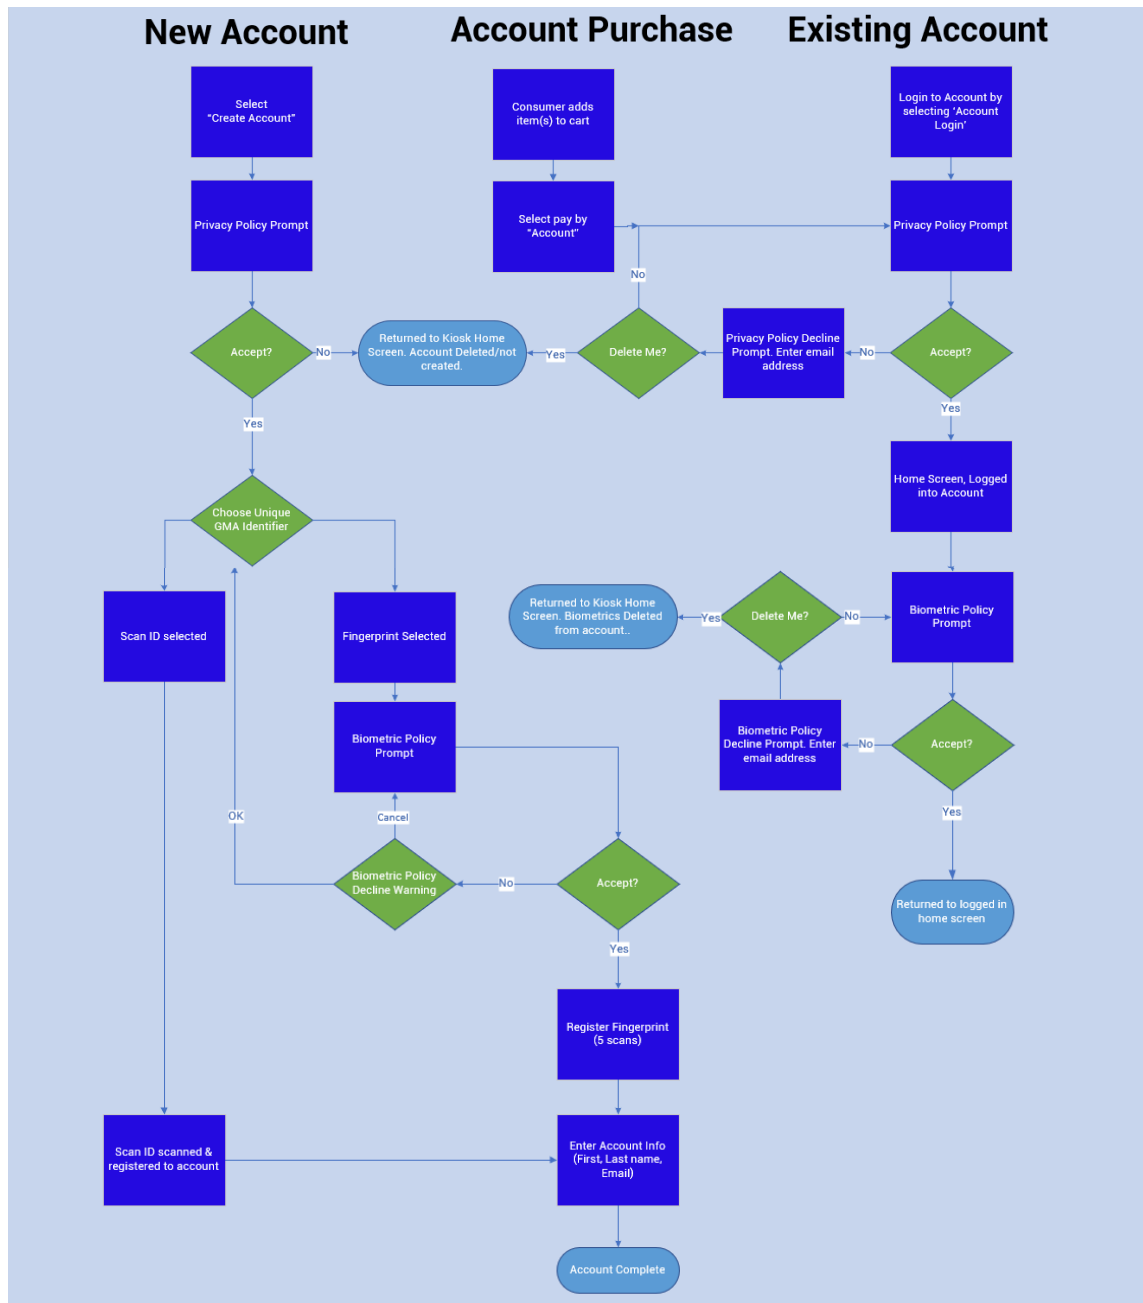 New Account
Account Purchase
Existing Account
Select
"Create Account"
Consumer adds
item(s) to cart
Login to Account by
selecting 'Account
Login'
Privacy Policy Prompt
Select pay by
"Account"
Privacy Policy Prompt
No
Accept?
No
Returned to Kiosk Home
Screen. Account Deleted/not
created.
Yes
Delete Me?
Privacy Policy Decline
Prompt. Enter email
address
No
Accept?
Yes
Yes
Choose Unique
GMA Identifier
Home Screen, Logged
into Account
Scan ID selected
Fingerprint Selected
Returned to Kiosk Home
Screen. Biometrics Deleted
from account..
Yes
Delete Me?
No
Biometric Policy
Prompt
Biometric Policy
Prompt
Biometric Policy
Decline Prompt. Enter
email address
No
Accept?
OK
Cancel
Yes
Biometric Policy
Decline Warning
No
Accept?
Returned to logged in
home screen
Yes
Register Fingerprint
(5 scans)
Scan ID scanned &
registered to account
Enter Account Info
(First, Last name,
Email)
Account Complete